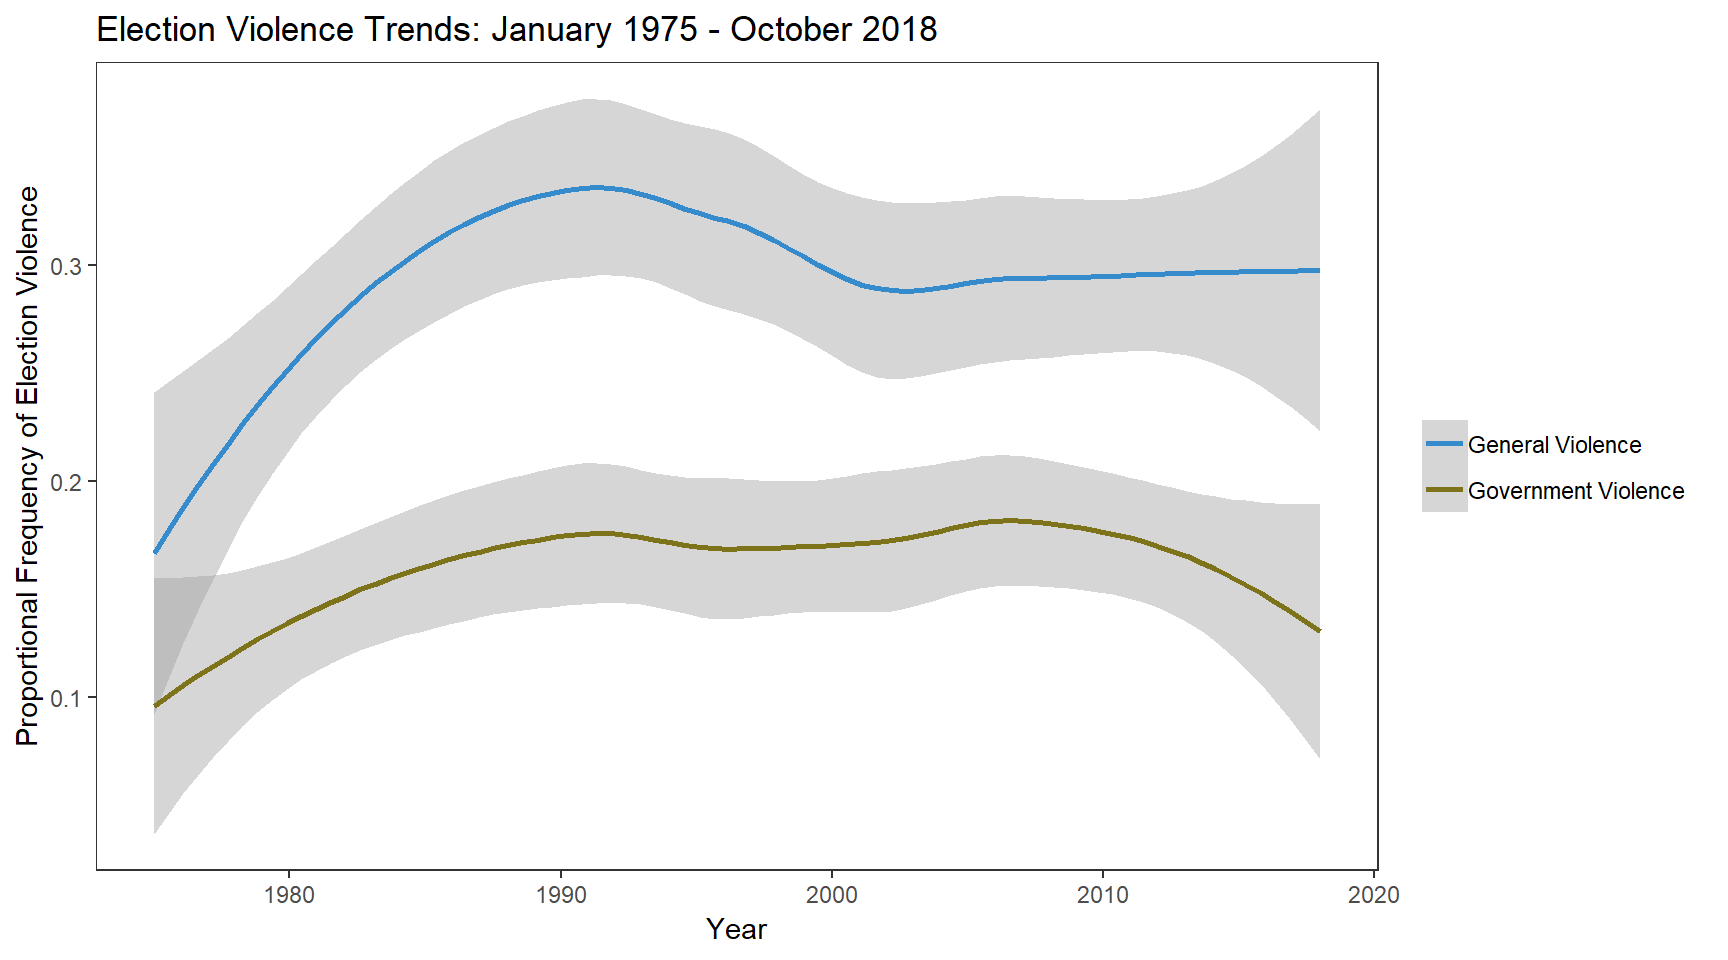 Election Violence Trends: January 1975 - October 2018
Proportional Frequency of Election Violence
0.3
0.2
0.1
1980
1990
2000
2010
2020
Year
General Violence
Government Violence